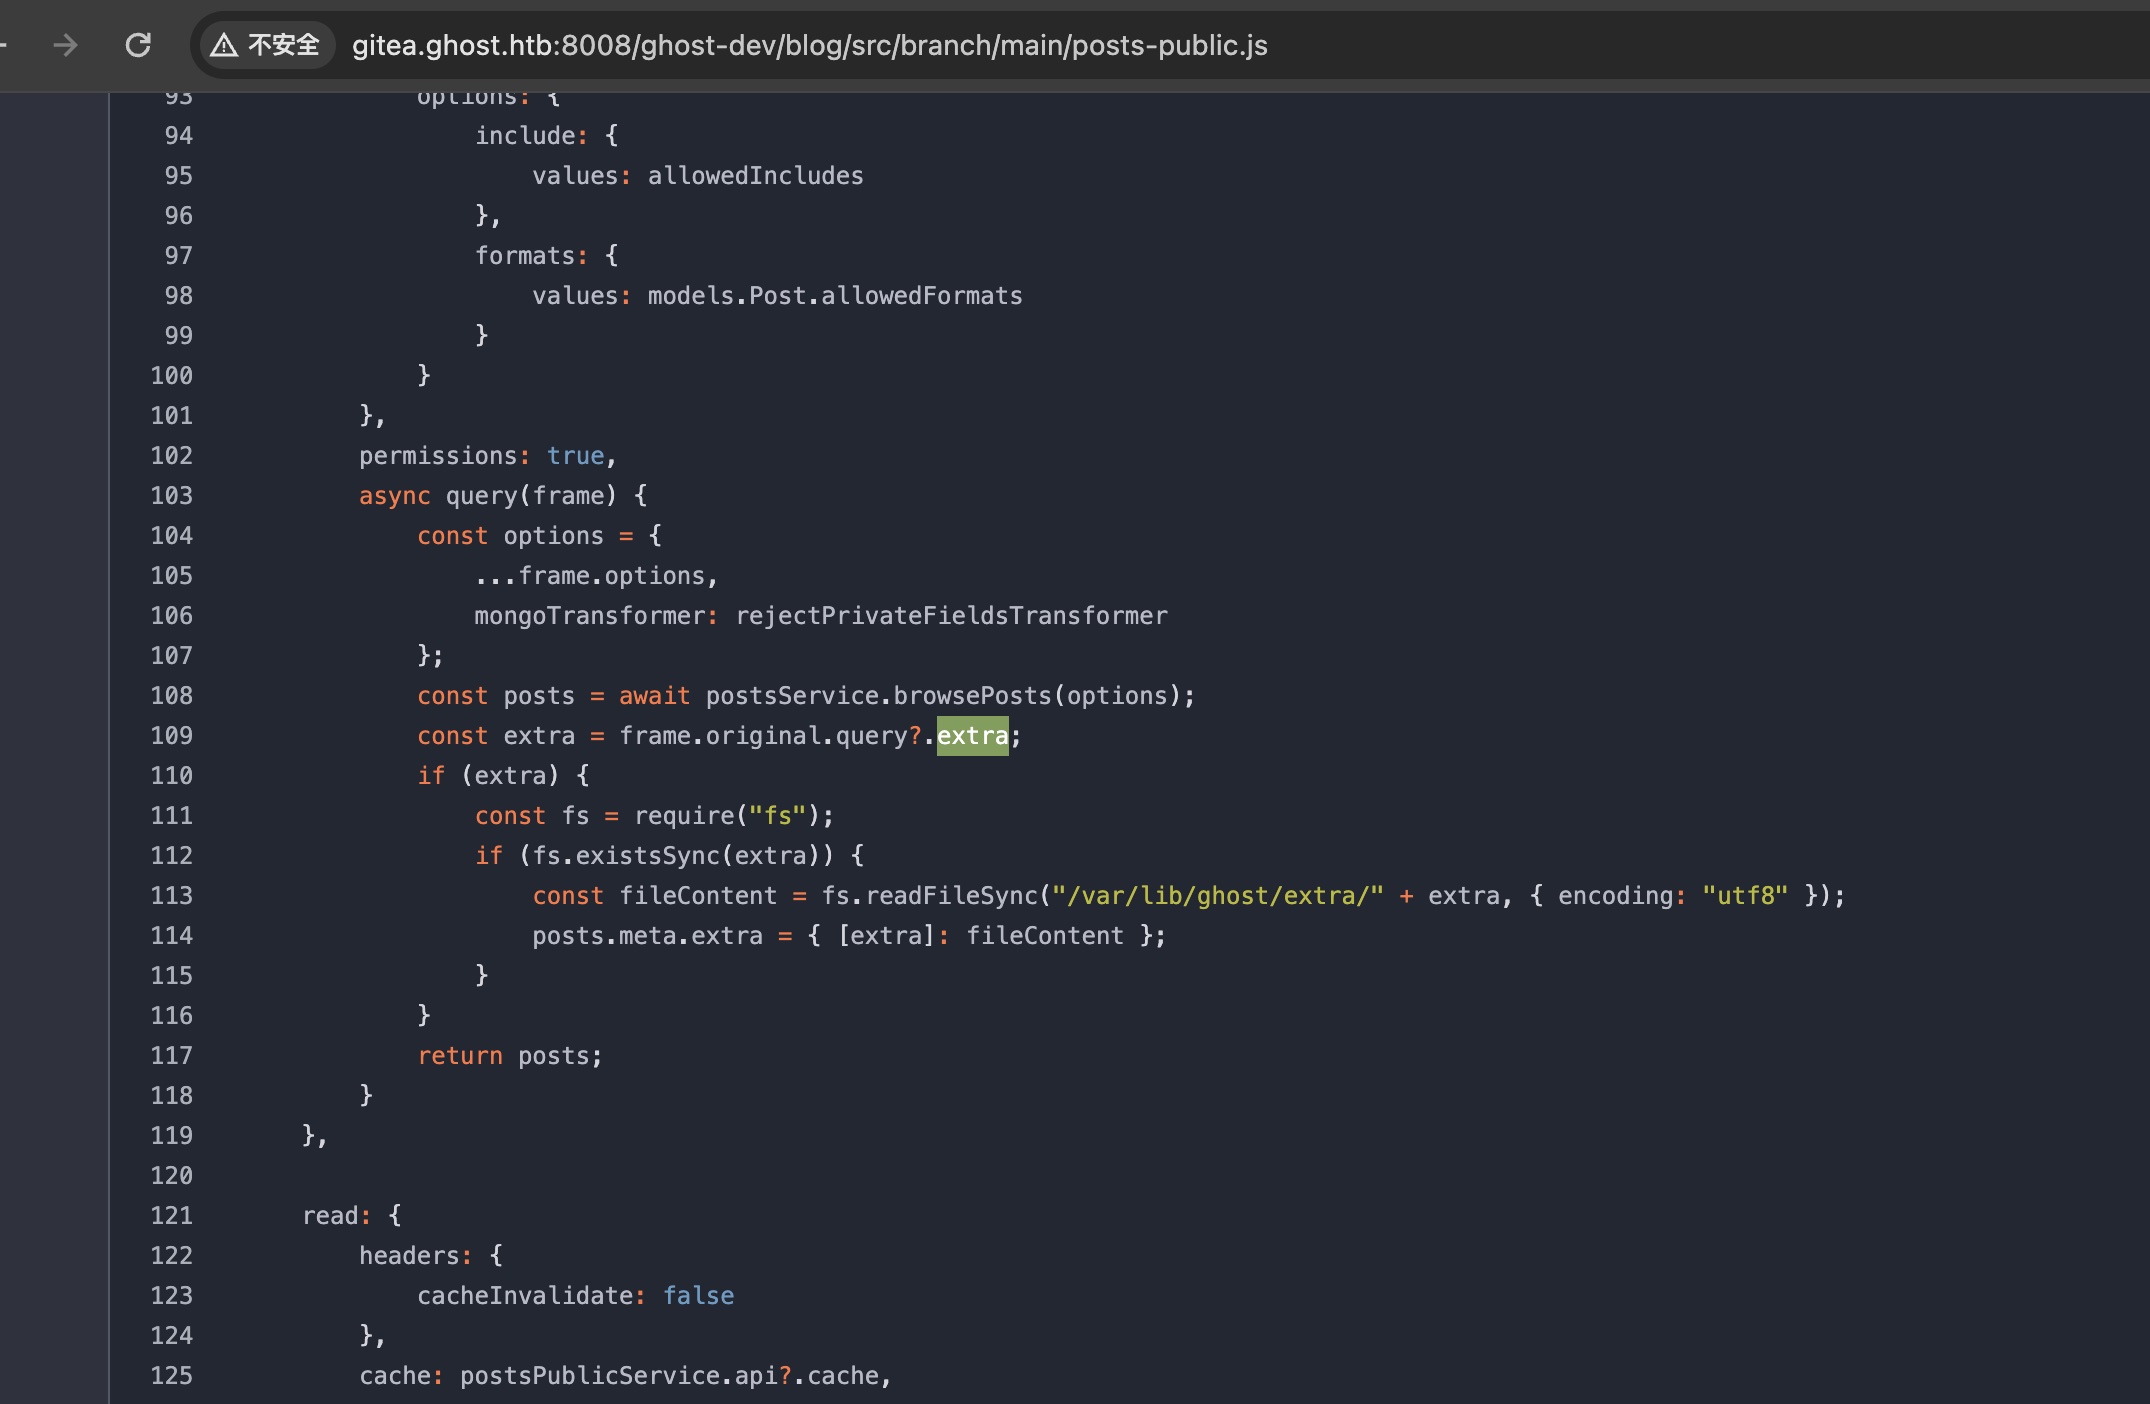 不安全 gitea.ghost.htb:8008/ghost-dev/blog/src/branch/main/posts-public.js
93 options: {
94 include: {
95 values: allowedIncludes
96 },
97 formats: {
98 values: models.Post.allowedFormats
99 }
100 }
101 },
102 permissions: true,
103 async query(frame) {
104 const options = {
105 ...frame.options,
106 mongoTransformer: rejectPrivateFieldsTransformer
107 };
108 const posts = await postsService.browsePosts(options);
109 const extra = frame.original.query?.extra;
110 if (extra) {
111 const fs = require("fs");
112 if (fs.existsSync(extra)) {
113 const fileContent = fs.readFileSync("/var/lib/ghost/extra/" + extra, { encoding: "utf8" });
114 posts.meta.extra = { [extra]: fileContent };
115 }
116 }
117 return posts;
118 }
119 },
120
121 read: {
122 headers: {
123 cacheInvalidate: false
124 },
125 cache: postsPublicService.api?.cache,